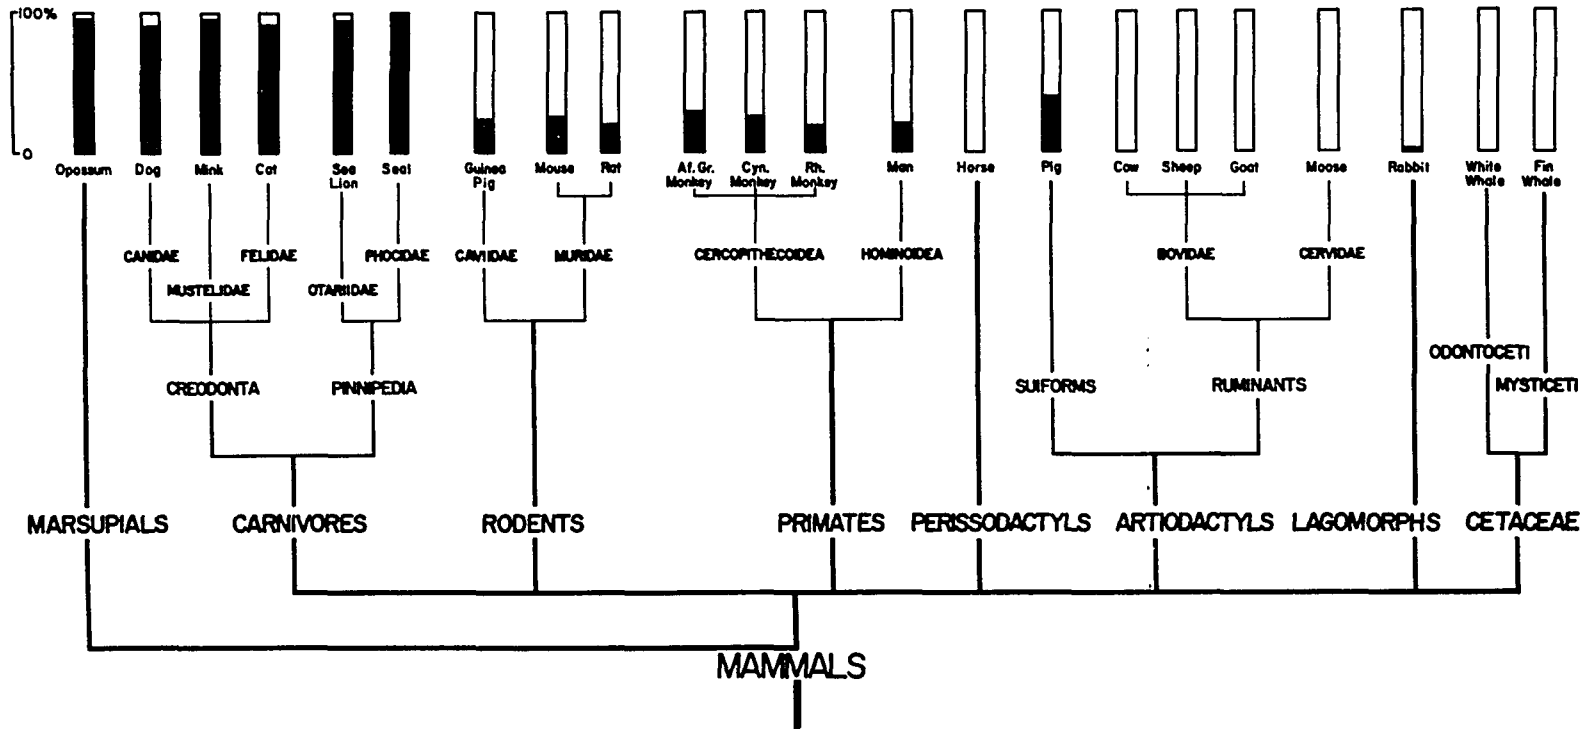 100%
0
Opossum Dog Mink Cat Sea Lion Seal Guinea Pig Mouse Rat Af. Gr. Monkey Cyn. Monkey Rh. Monkey Man Horse Pig Cow Sheep Goat Moose Rabbit White Whale Fin Whale
CANIDAE FELIDAE PHOCIDAE CAVIIDAE MURIDAE CERCOPITHECOIDEA HOMINOIDEA BOVIDAE CERVIDAE
MUSTELIDAE OTARIIDAE
ODONTOCETI
CREODONTA PINNIPEDIA SUIFORMS RUMINANTS MYSTICETI
MARSUPIALS CARNIVORES RODENTS PRIMATES PERISSODACTYLS ARTIODACTYLS LAGOMORPHS CETACEAE
MAMMALS